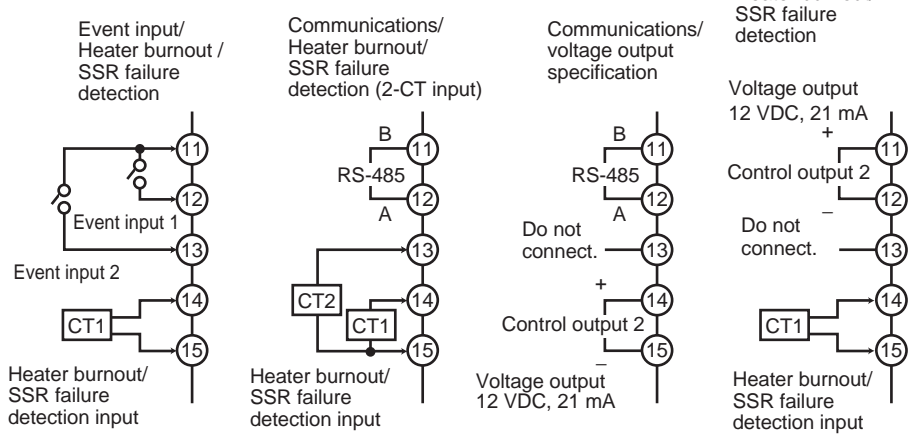 Event input/
Heater burnout /
SSR failure
detection
11
12
Event input 1
13
Event input 2
14
CT1
15
Heater burnout/
SSR failure
detection input
Communications/
Heater burnout/
SSR failure
detection (2-CT input)
B
11
RS-485
12
A
13
CT2
14
CT1
15
Heater burnout/
SSR failure
detection input
Communications/
voltage output
specification
B
11
RS-485
12
A
Do not
connect.
13
+
14
Control output 2
15
–
Voltage output
12 VDC, 21 mA
SSR failure
detection
Voltage output
12 VDC, 21 mA
+
11
Control output 2
12
–
Do not
connect.
13
14
CT1
15
Heater burnout/
SSR failure
detection input